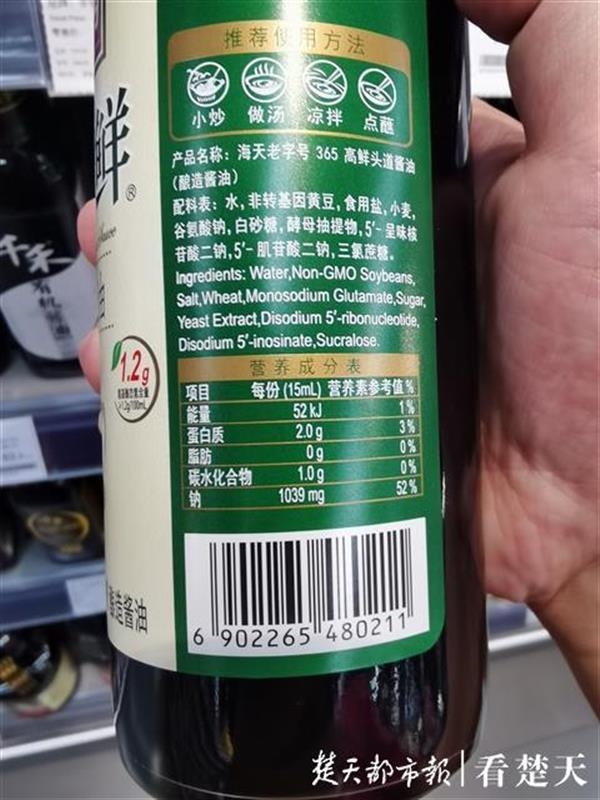 推荐使用方法
小炒 做汤 凉拌 点蘸
产品名称：海天老字号 365 高鲜头道酱油
（酿造酱油）
配料表：水，非转基因黄豆，食用盐，小麦，
谷氨酸钠，白砂糖，酵母抽提物，5′-呈味核
苷酸二钠，5′-肌苷酸二钠，三氯蔗糖。
Ingredients: Water,Non-GMO Soybeans,
Salt,Wheat,Monosodium Glutamate,Sugar,
Yeast Extract,Disodium 5′-ribonucleotide,
Disodium 5′-inosinate,Sucralose.
营养成分表
项目 每份 (15mL) 营养素参考值 %
能量 52 kJ 1 %
蛋白质 2.0 g 3 %
脂肪 0 g 0 %
碳水化合物 1.0 g 0 %
钠 1039 mg 52 %
6 902265 480211
鲜®
1.2g
酿造酱油
千禾
有机酱油
楚天都市报 | 看楚天